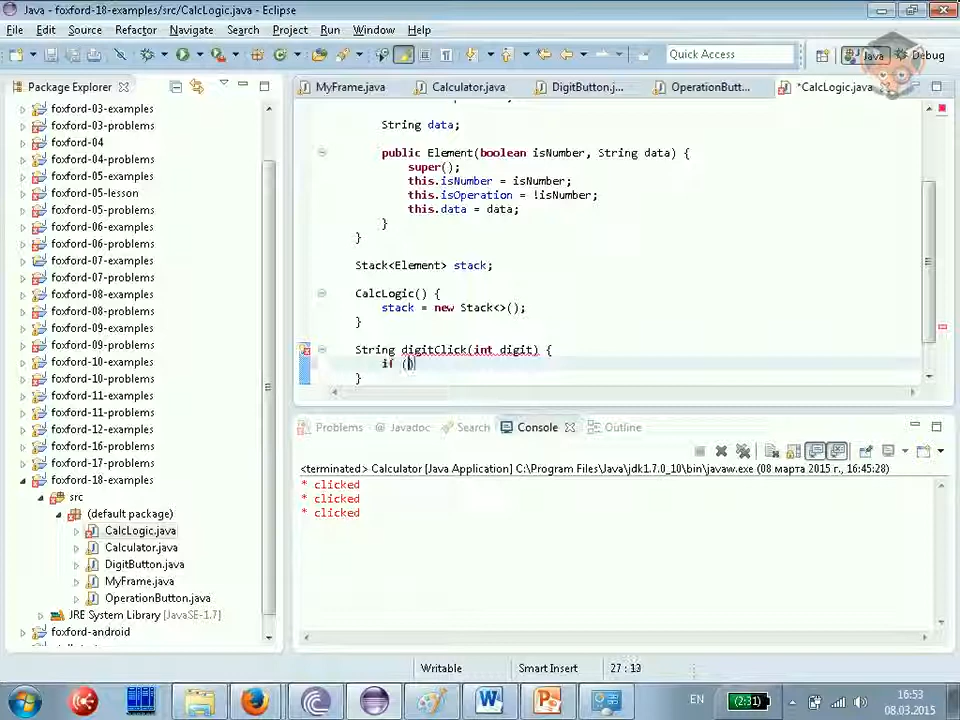 Java - foxford-18-examples/src/CalcLogic.java - Eclipse
File Edit Source Refactor Navigate Search Project Run Window Help
Quick Access
Java
Debug
Package Explorer
foxford-03-examples
foxford-03-problems
foxford-04
foxford-04-problems
foxford-05-examples
foxford-05-lesson
foxford-05-problems
foxford-06-examples
foxford-06-problems
foxford-07-examples
foxford-07-problems
foxford-08-examples
foxford-08-problems
foxford-09-examples
foxford-09-problems
foxford-10-examples
foxford-10-problems
foxford-11-examples
foxford-11-problems
foxford-12-examples
foxford-16-problems
foxford-17-problems
foxford-18-examples
src
(default package)
CalcLogic.java
Calculator.java
DigitButton.java
MyFrame.java
OperationButton.java
JRE System Library [JavaSE-1.7]
foxford-android
MyFrame.java
Calculator.java
DigitButton.j...
OperationButt...
*CalcLogic.java
String data;
public Element(boolean isNumber, String data) {
super();
this.isNumber = isNumber;
this.isOperation = !isNumber;
this.data = data;
}
}
Stack<Element> stack;
CalcLogic() {
stack = new Stack<>();
}
String digitClick(int digit) {
if ()
}
Problems
@ Javadoc
Search
Console
Outline
<terminated> Calculator [Java Application] C:\Program Files\Java\jdk1.7.0_10\bin\javaw.exe (08 марта 2015 г., 16:45:28)
* clicked
* clicked
* clicked
Writable
Smart Insert
27 : 13
EN
(2:31)
16:53
08.03.2015